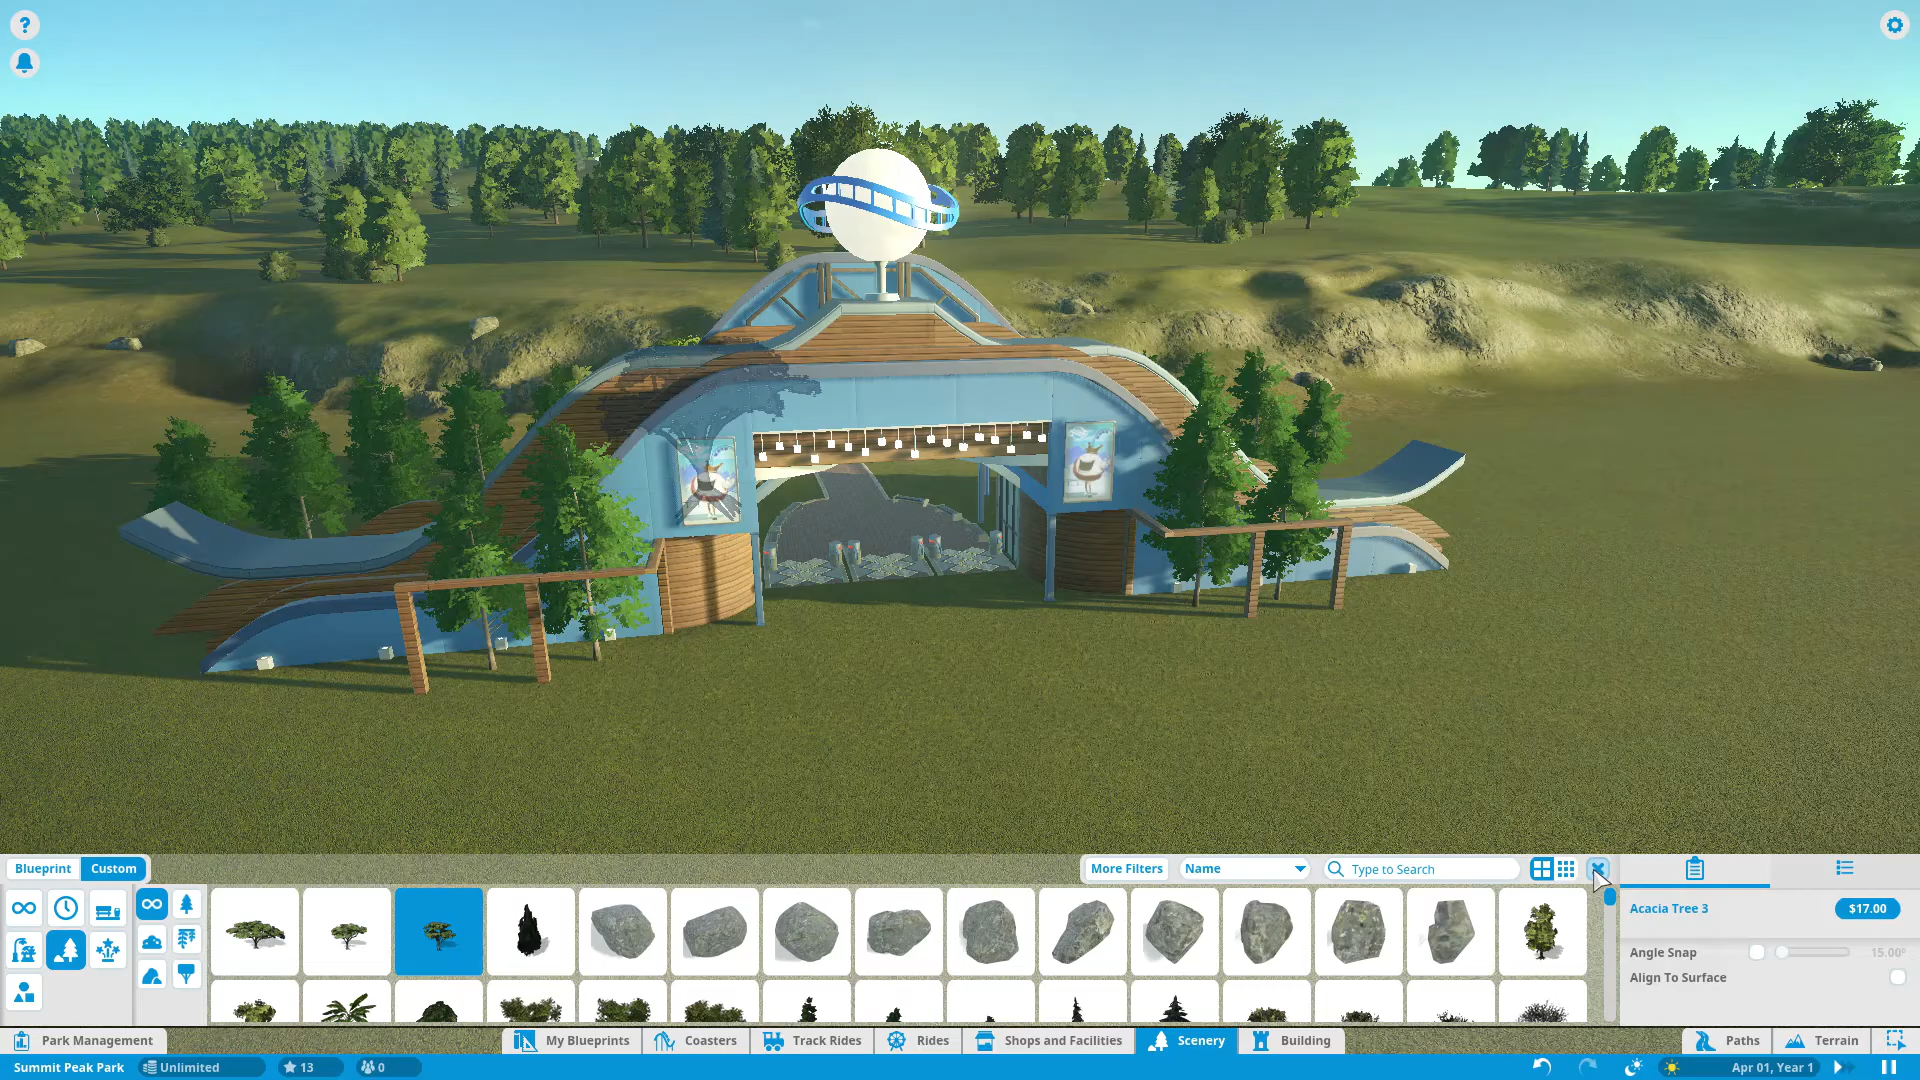 ?
Blueprint
Custom
More Filters
Name
Type to Search
Acacia Tree 3
$17.00
Angle Snap
15.00°
Align To Surface
Park Management
My Blueprints
Coasters
Track Rides
Rides
Shops and Facilities
Scenery
Building
Paths
Terrain
Summit Peak Park
Unlimited
13
0
Apr 01, Year 1